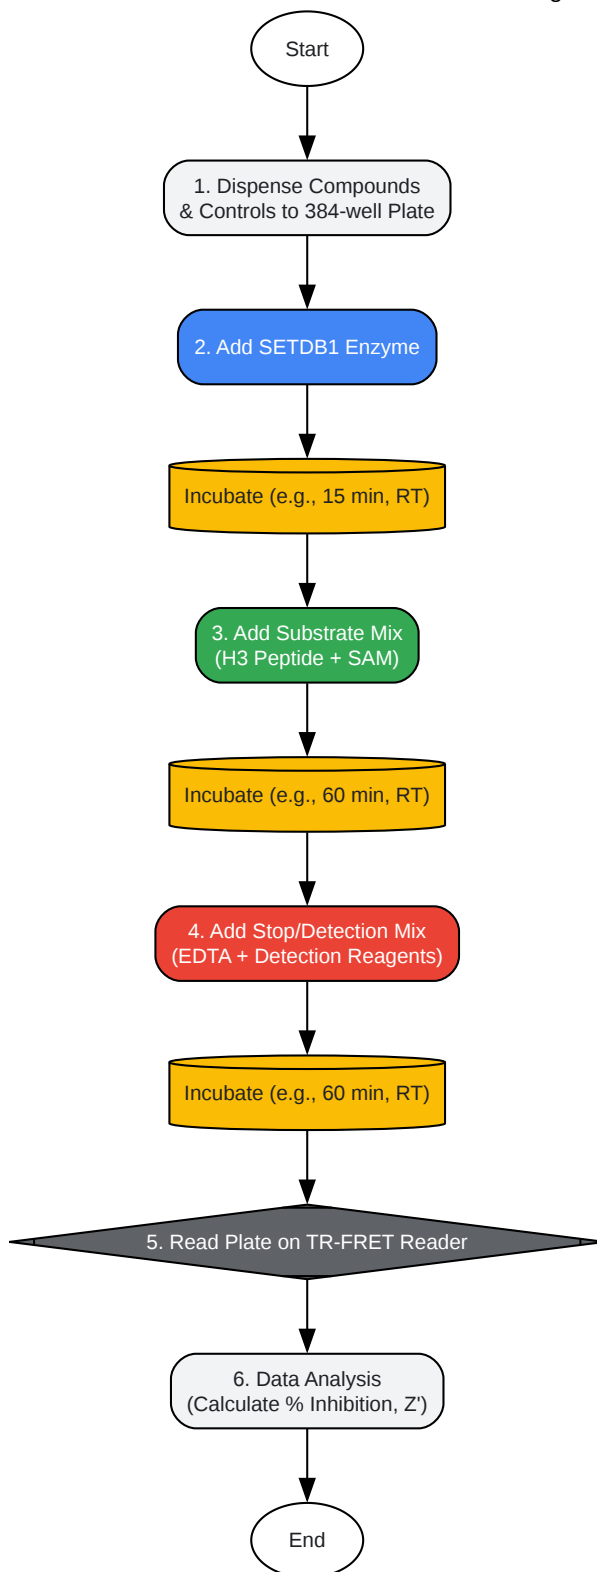 Start
1. Dispense Compounds
& Controls to 384-well Plate
2. Add SETDB1 Enzyme
Incubate (e.g., 15 min, RT)
3. Add Substrate Mix
(H3 Peptide + SAM)
Incubate (e.g., 60 min, RT)
4. Add Stop/Detection Mix
(EDTA + Detection Reagents)
Incubate (e.g., 60 min, RT)
5. Read Plate on TR-FRET Reader
6. Data Analysis
(Calculate % Inhibition, Z')
End